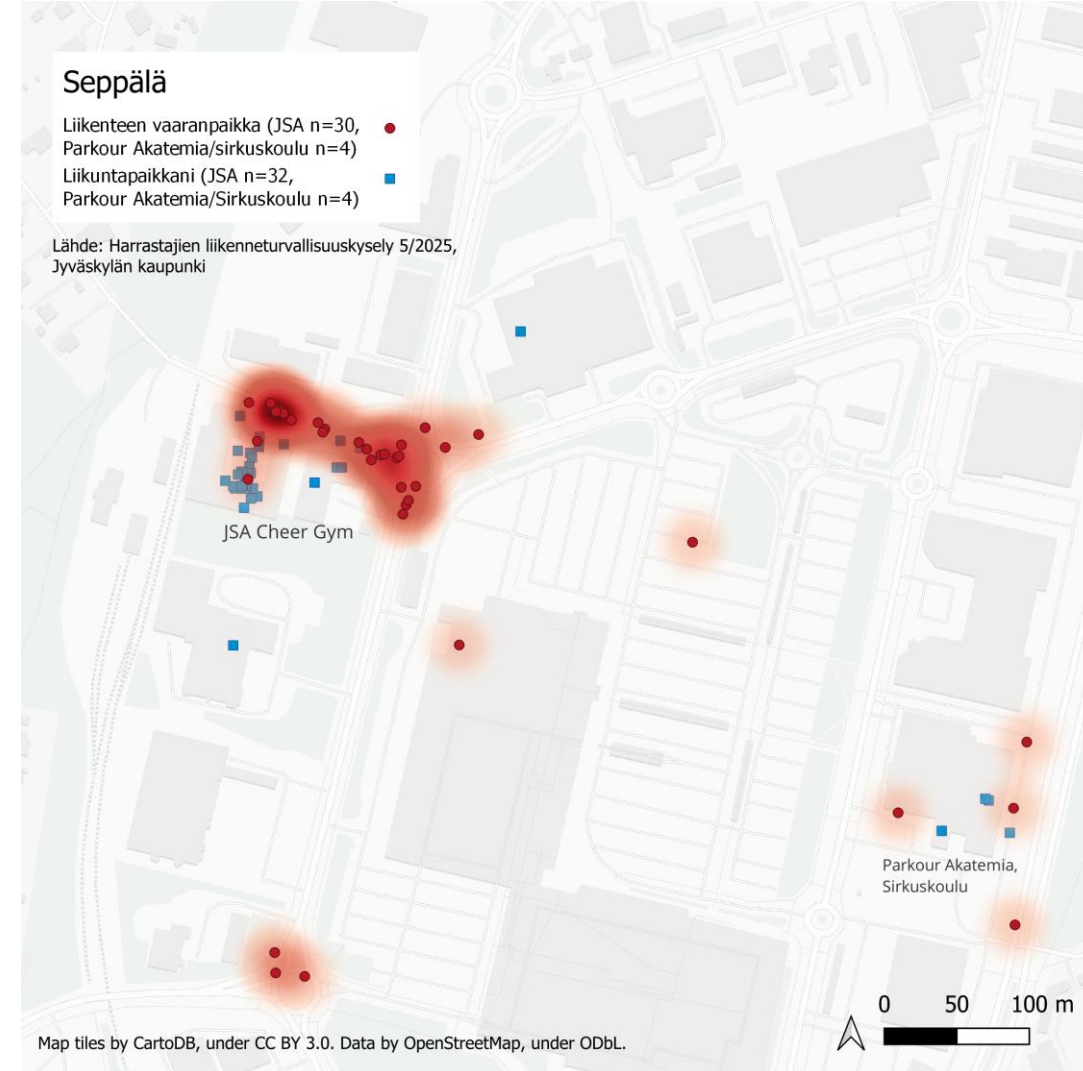 Seppälä
Liikenteen vaaranpaikka (JSA n=30,
Parkour Akatemia/sirkuskoulu n=4)
Liikuntapaikkani (JSA n=32,
Parkour Akatemia/Sirkuskoulu n=4)
Lähde: Harrastajien liikenneturvallisuuskysely 5/2025,
Jyväskylän kaupunki
JSA Cheer Gym
Parkour Akatemia,
Sirkuskoulu
0 50 100 m
Map tiles by CartoDB, under CC BY 3.0. Data by OpenStreetMap, under ODbL.